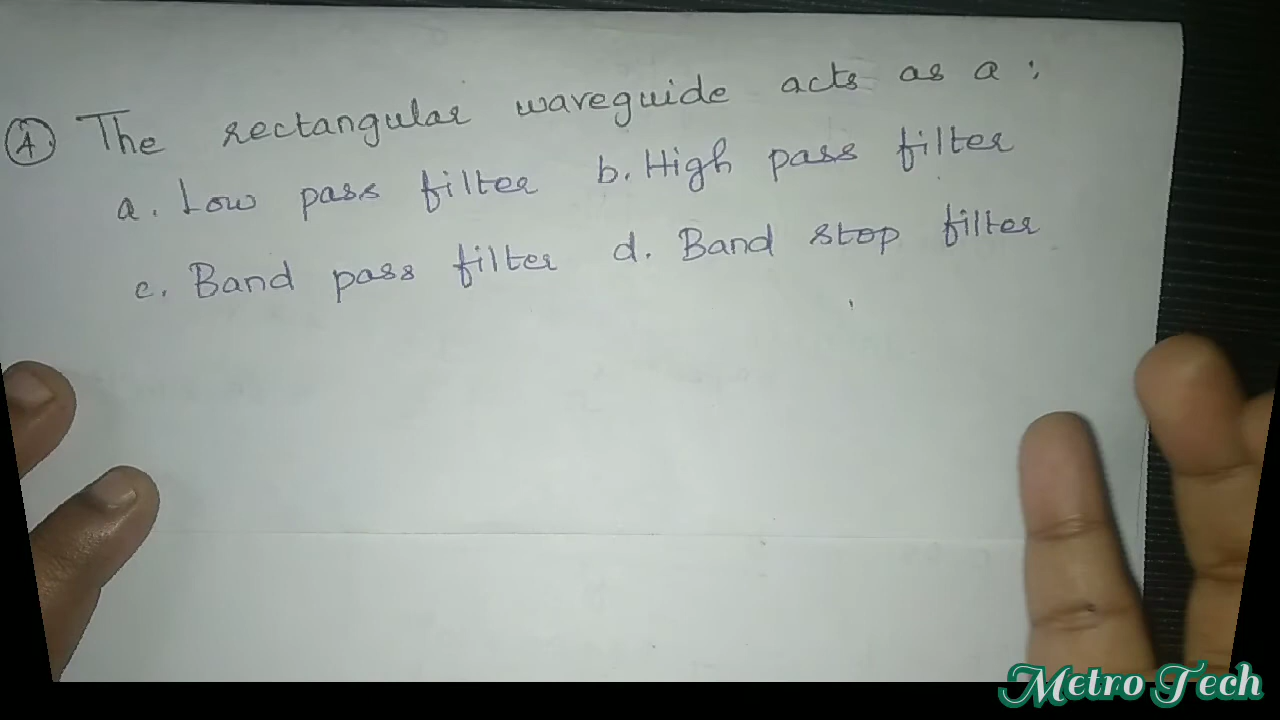 A The rectangular waveguide acts as a :
a. Low pass filter b. High pass filter
c. Band pass filter d. Band stop filter
Metro Tech